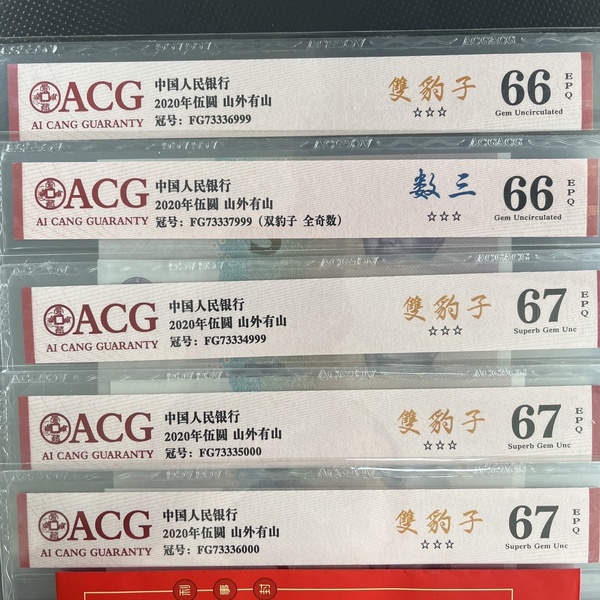 ACG
AI CANG GUARANTY
中国人民银行
2020年伍圆 山外有山
冠号：FG73336999
雙豹子
☆☆☆
66
EPQ
Gem Uncirculated
ACG
AI CANG GUARANTY
中国人民银行
2020年伍圆 山外有山
冠号：FG73337999（双豹子 全奇数）
数三
☆☆☆
66
EPQ
Gem Uncirculated
ACG
AI CANG GUARANTY
中国人民银行
2020年伍圆 山外有山
冠号：FG73334999
雙豹子
☆☆☆
67
EPQ
Superb Gem Unc
ACG
AI CANG GUARANTY
中国人民银行
2020年伍圆 山外有山
冠号：FG73335000
雙豹子
☆☆☆
67
EPQ
Superb Gem Unc
ACG
AI CANG GUARANTY
中国人民银行
2020年伍圆 山外有山
冠号：FG73336000
雙豹子
☆☆☆
67
EPQ
Superb Gem Unc
利事封